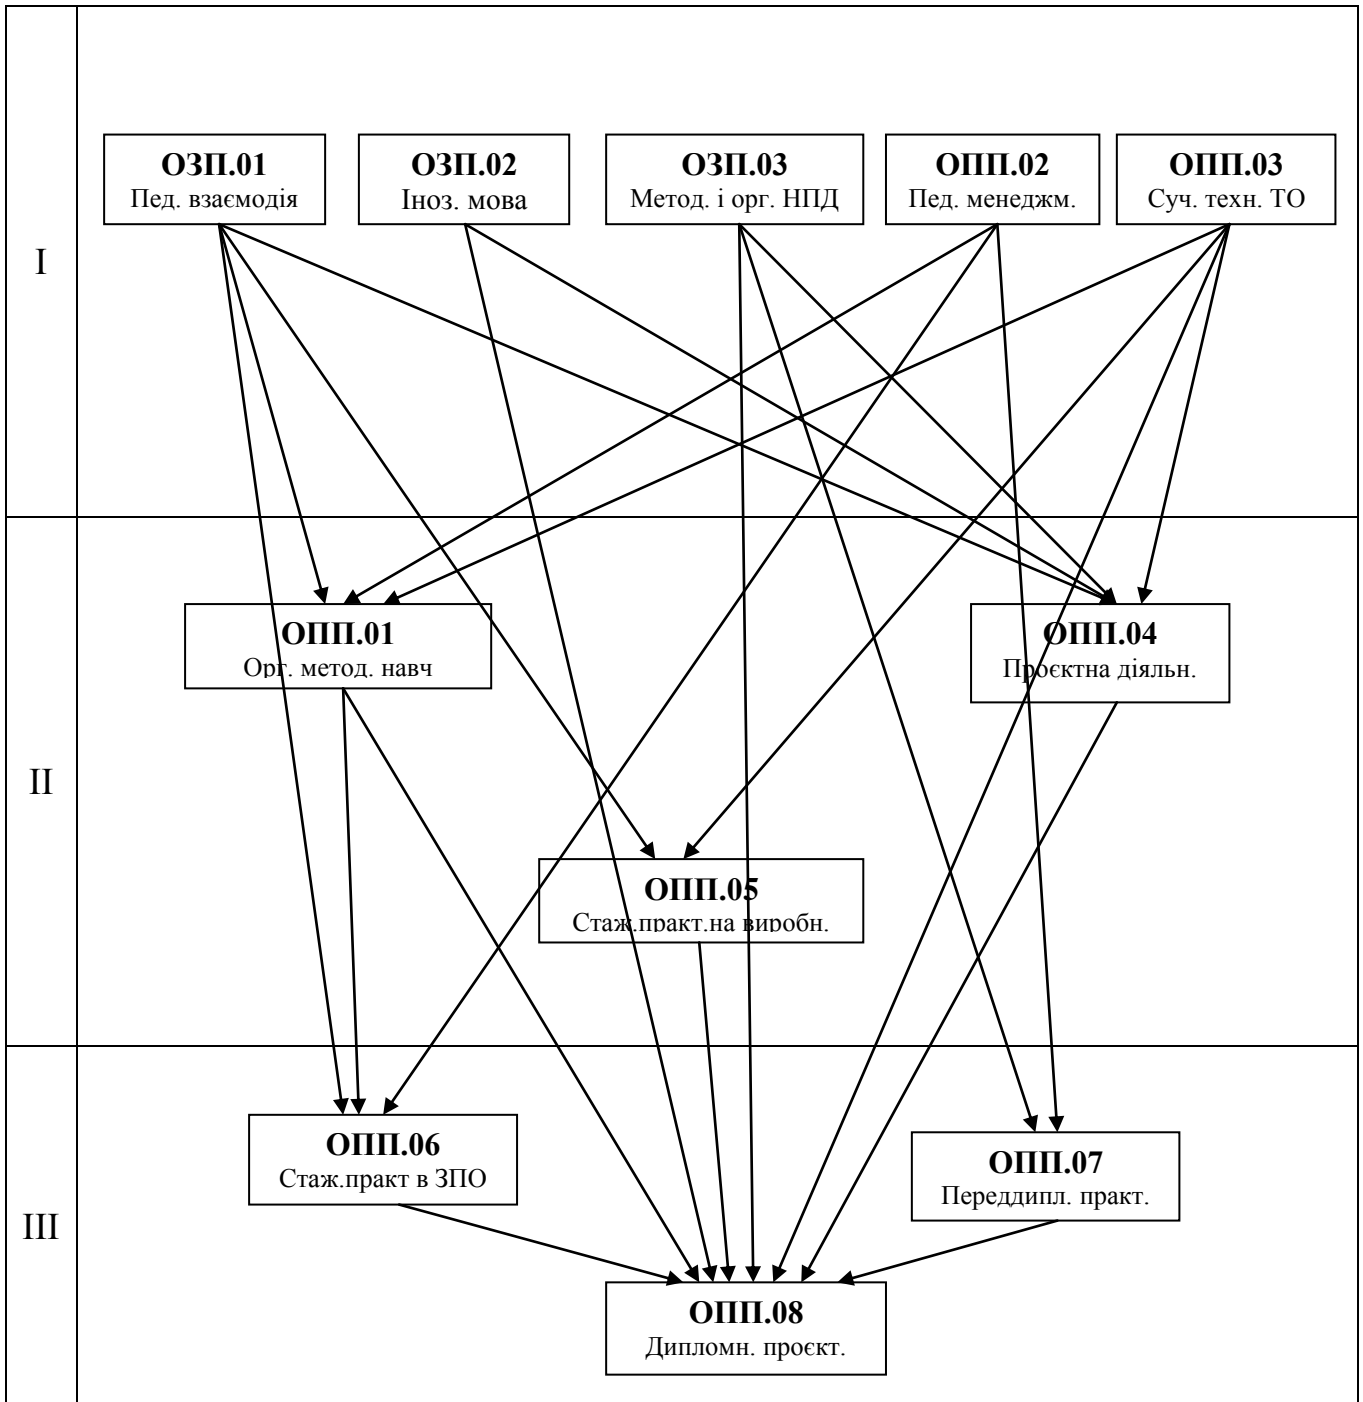 I
ОЗП.01
Пед. взаємодія
ОЗП.02
Іноз. мова
ОЗП.03
Метод. і орг. НПД
ОПП.02
Пед. менеджм.
ОПП.03
Суч. техн. ТО
II
ОПП.01
Орг. метод. навч
ОПП.04
Проєктна діяльн.
ОПП.05
Стаж.практ.на виробн.
III
ОПП.06
Стаж.практ в ЗПО
ОПП.07
Переддипл. практ.
ОПП.08
Дипломн. проєкт.